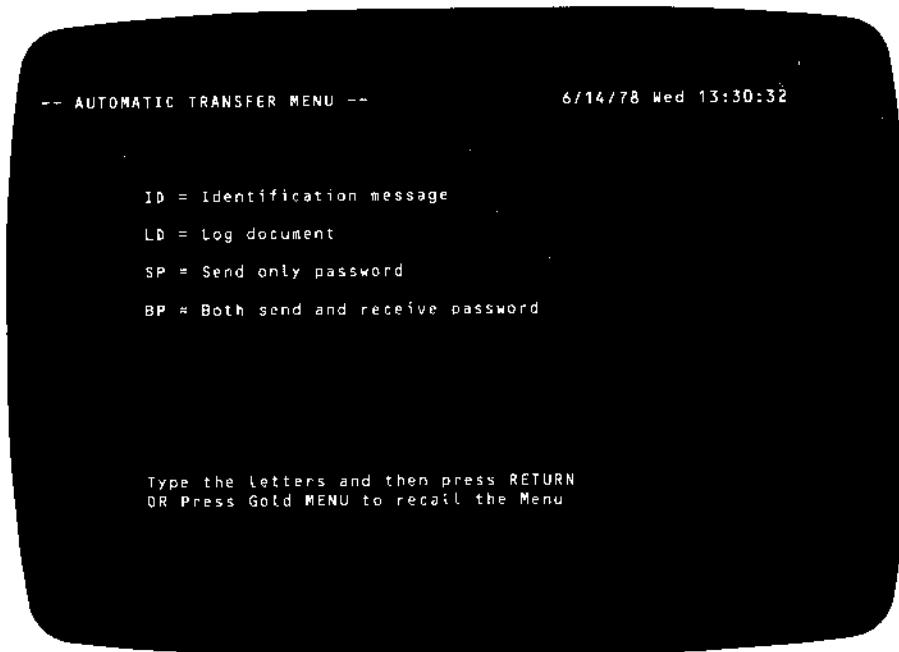 -- AUTOMATIC TRANSFER MENU -- 6/14/78 Wed 13:30:32
ID = Identification message
LD = Log document
SP = Send only password
BP = Both send and receive password
Type the letters and then press RETURN
OR Press Gold MENU to recall the Menu